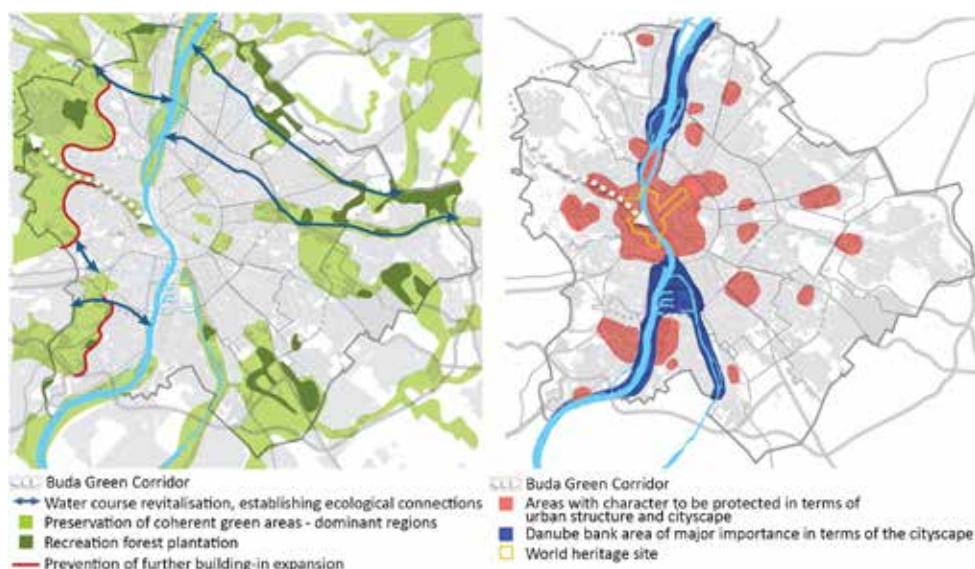 Buda Green Corridor
Water course revitalisation, establishing ecological connections
Preservation of coherent green areas - dominant regions
Recreation forest plantation
Prevention of further building-in expansion
Buda Green Corridor
Areas with character to be protected in terms of
urban structure and cityscape
Danube bank area of major importance in terms of the cityscape
World heritage site